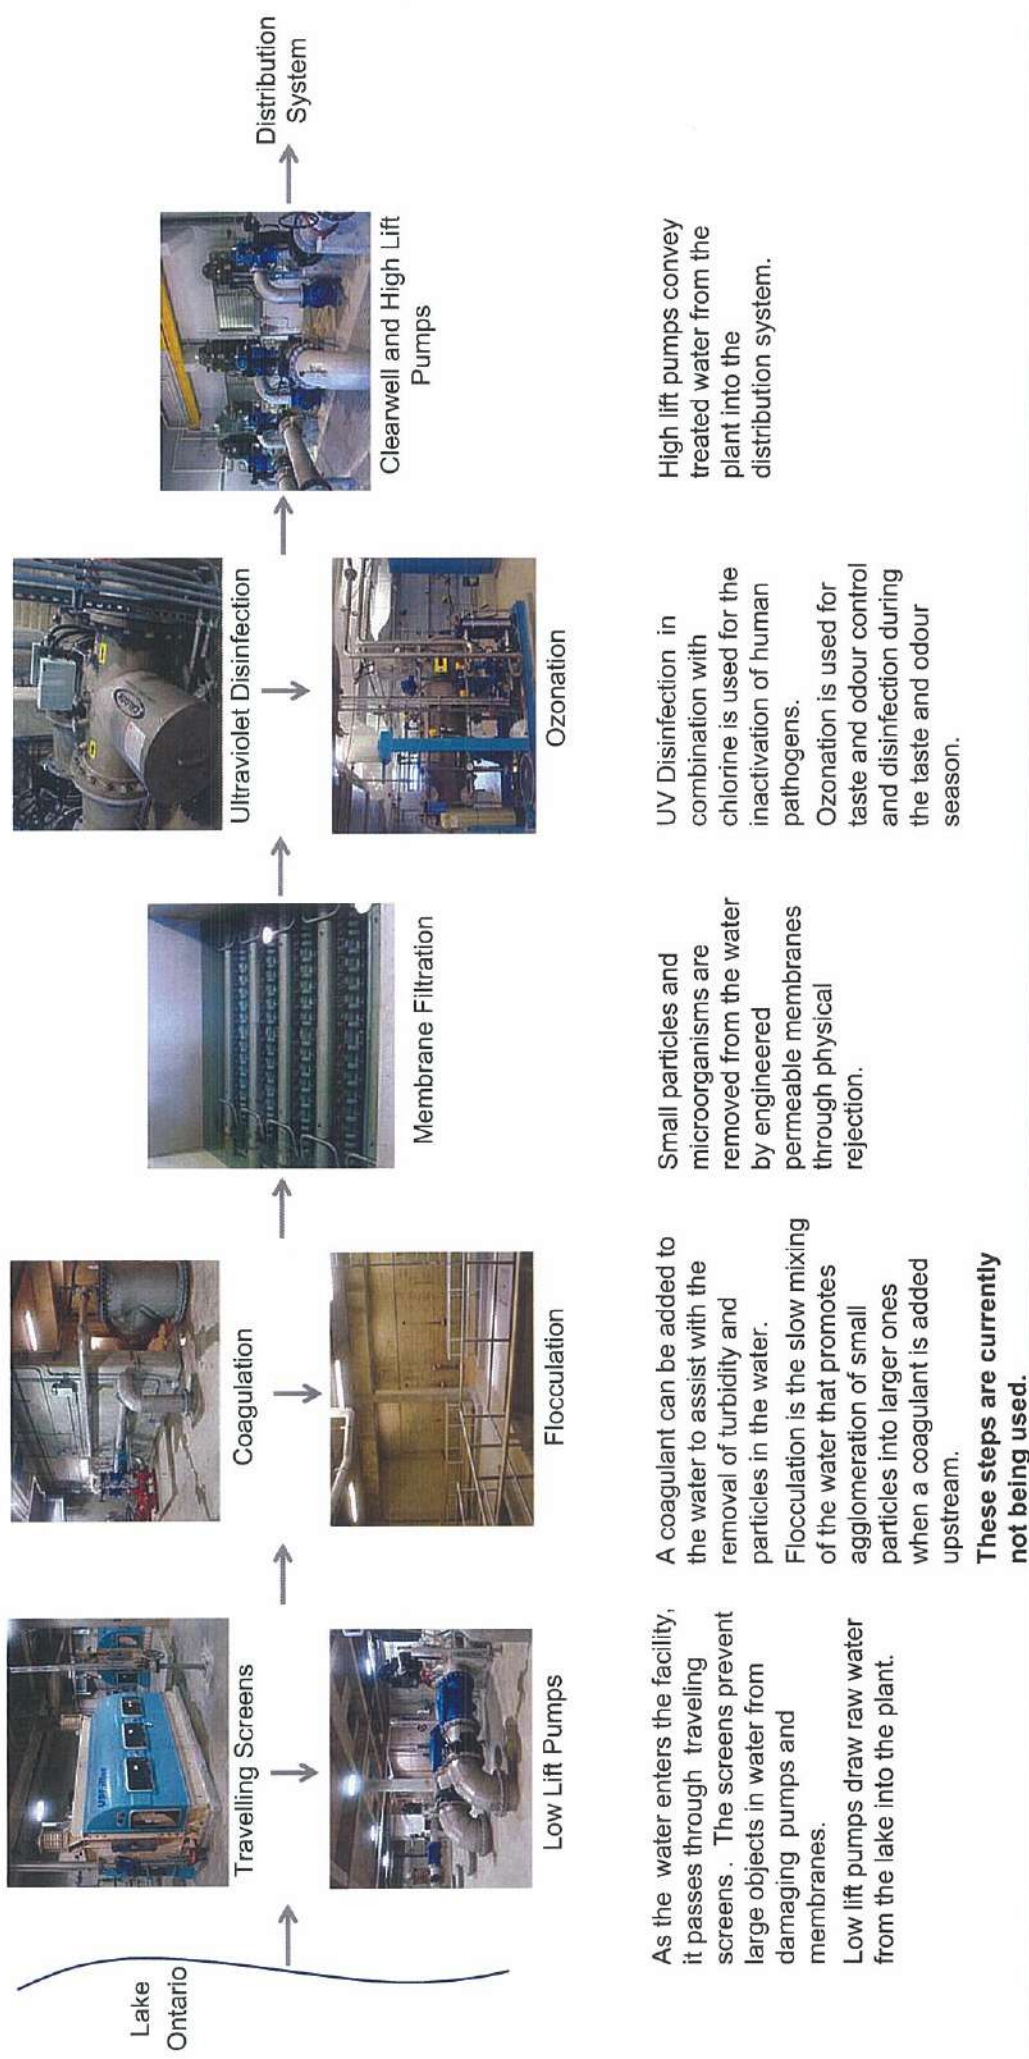 Lake
Ontario
Travelling Screens
Low Lift Pumps
As the water enters the facility,
it passes through traveling
screens . The screens prevent
large objects in water from
damaging pumps and
membranes.
Low lift pumps draw raw water
from the lake into the plant.
Coagulation
Flocculation
A coagulant can be added to
the water to assist with the
removal of turbidity and
particles in the water.
Flocculation is the slow mixing
of the water that promotes
agglomeration of small
particles into larger ones
when a coagulant is added
upstream.
These steps are currently
not being used.
Membrane Filtration
Small particles and
microorganisms are
removed from the water
by engineered
permeable membranes
through physical
rejection.
Ultraviolet Disinfection
Ozonation
UV Disinfection in
combination with
chlorine is used for the
inactivation of human
pathogens.
Ozonation is used for
taste and odour control
and disinfection during
the taste and odour
season.
Clearwell and High Lift
Pumps
High lift pumps convey
treated water from the
plant into the
distribution system.
Distribution
System